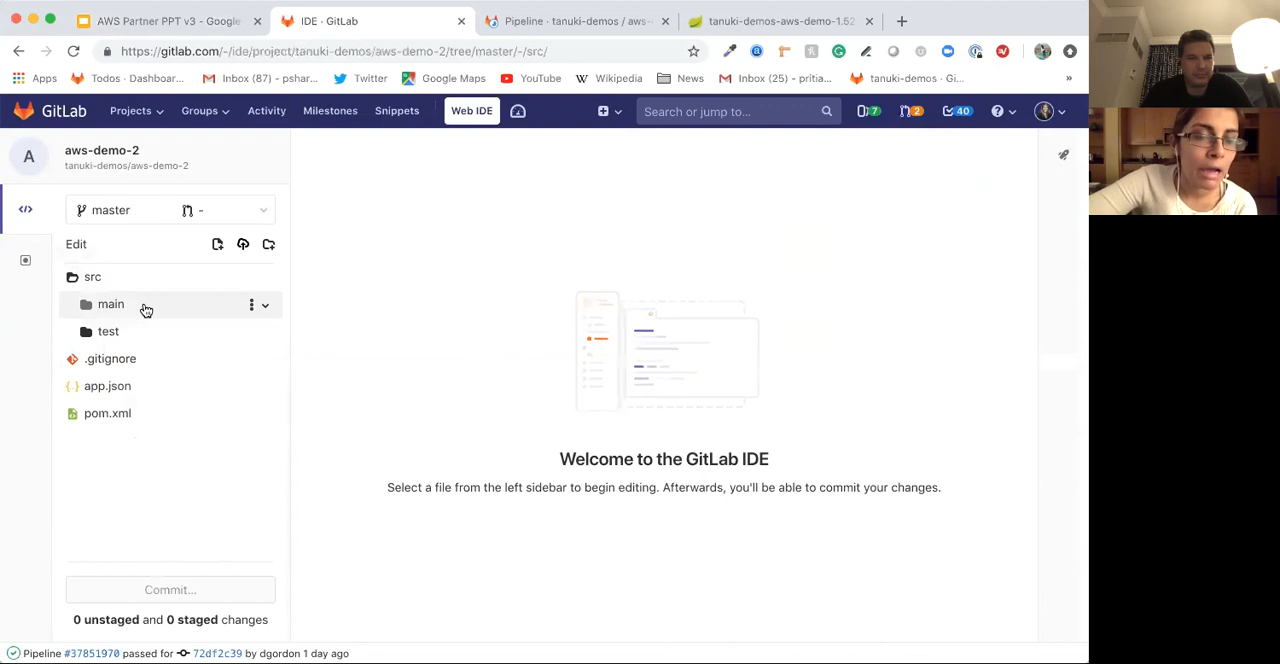 AWS Partner PPT v3 - Google
IDE · GitLab
Pipeline · tanuki-demos / aws-
tanuki-demos-aws-demo-1.52
https://gitlab.com/-/ide/project/tanuki-demos/aws-demo-2/tree/master/-/src/
Apps
Todos · Dashboar...
Inbox (87) - pshar...
Twitter
Google Maps
YouTube
Wikipedia
News
Inbox (25) - pritia...
tanuki-demos · Gi...
»
GitLab
Projects
Groups
Activity
Milestones
Snippets
Web IDE
Search or jump to...
7
2
40
A
aws-demo-2
tanuki-demos/aws-demo-2
master
-
Edit
src
main
test
.gitignore
app.json
pom.xml
Welcome to the GitLab IDE
Select a file from the left sidebar to begin editing. Afterwards, you'll be able to commit your changes.
Commit...
0 unstaged and 0 staged changes
Pipeline #37851970 passed for 72df2c39 by dgordon 1 day ago